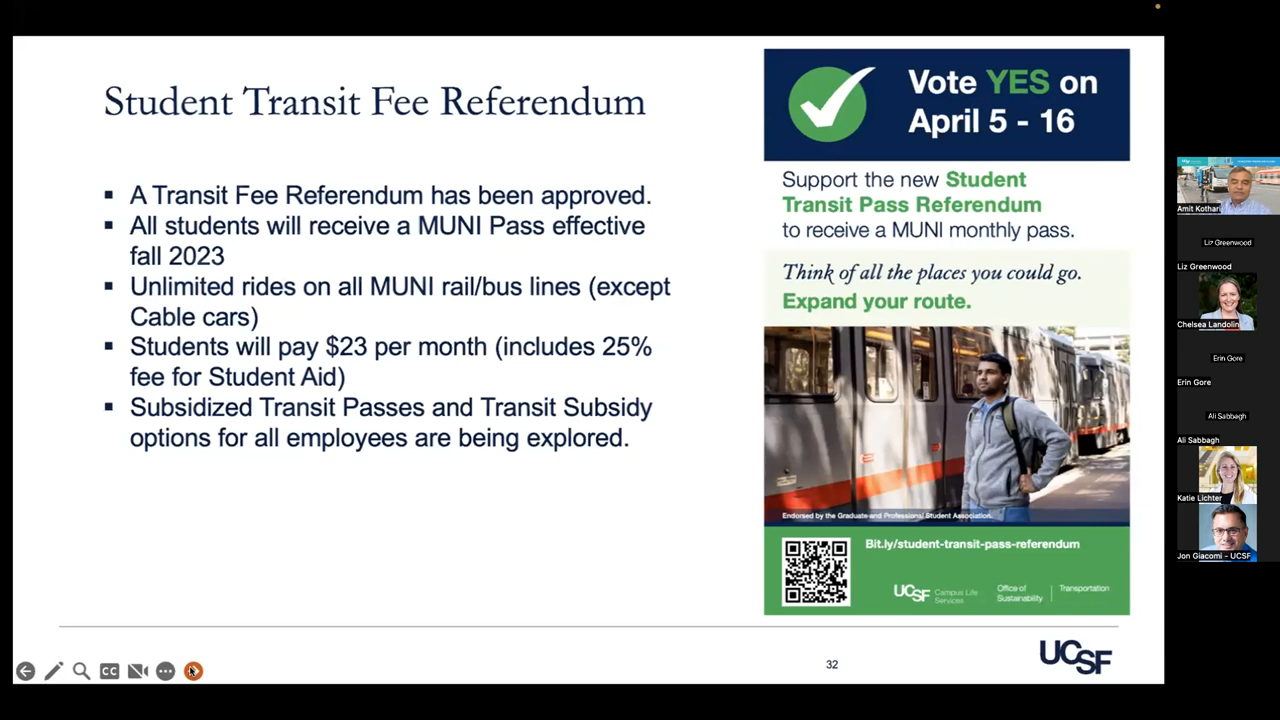 Student Transit Fee Referendum
▪ A Transit Fee Referendum has been approved.
▪ All students will receive a MUNI Pass effective
fall 2023
▪ Unlimited rides on all MUNI rail/bus lines (except
Cable cars)
▪ Students will pay $23 per month (includes 25%
fee for Student Aid)
▪ Subsidized Transit Passes and Transit Subsidy
options for all employees are being explored.
Vote YES on
April 5 - 16
Support the new Student
Transit Pass Referendum
to receive a MUNI monthly pass.
Think of all the places you could go.
Expand your route.
Endorsed by the Graduate and Professional Student Association.
Bit.ly/student-transit-pass-referendum
UCSF Campus Life
Services
Office of
Sustainability
Transportation
32
UCSF
CC
Amit Kothari
Liz Greenwood
Liz Greenwood
Chelsea Landolin
Erin Gore
Erin Gore
Ali Sabbagh
Ali Sabbagh
Katie Lichter
Jon Giacomi - UCSF